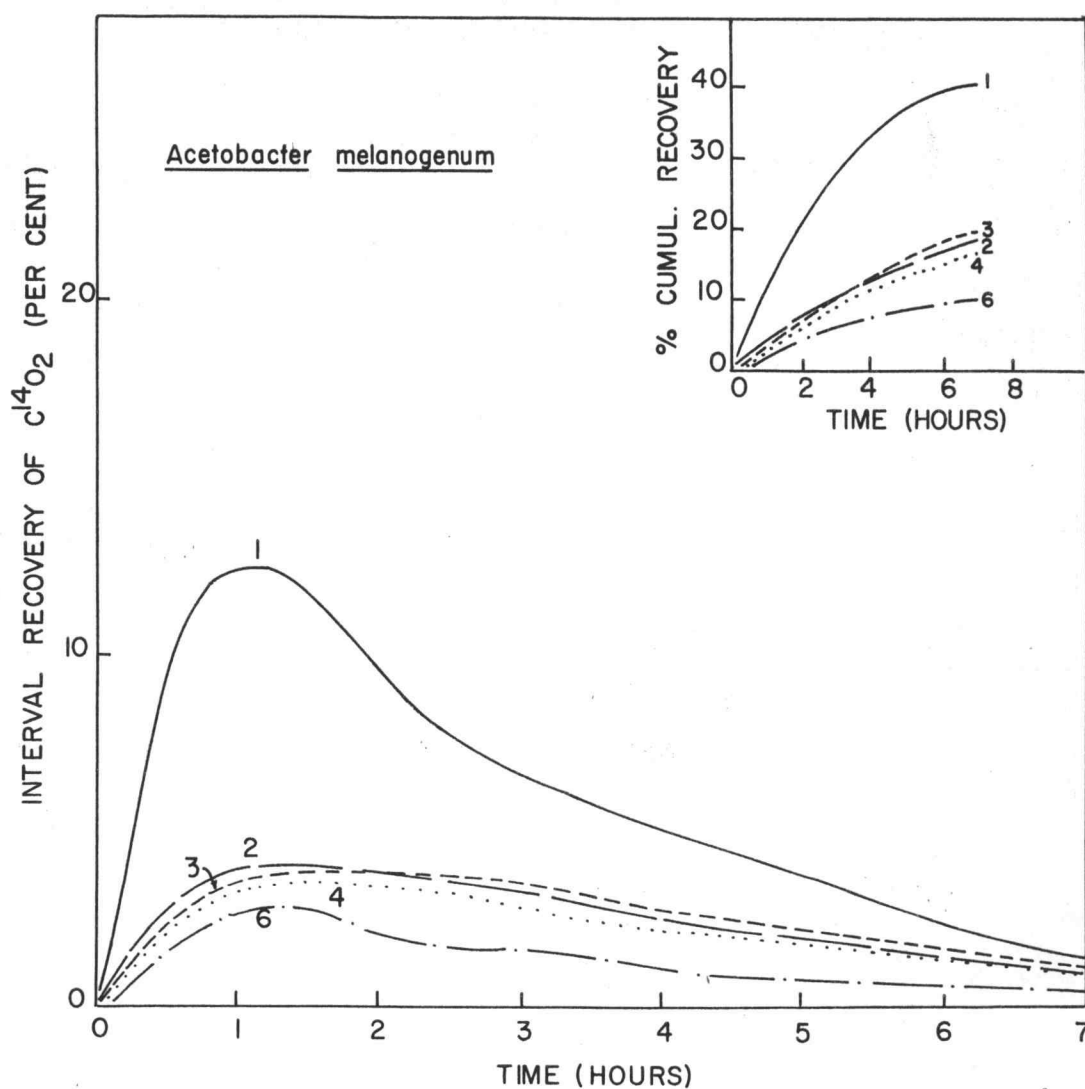 Acetobacter melanogenum
INTERVAL RECOVERY OF C¹⁴O₂ (PER CENT)
20
10
0
0 1 2 3 4 5 6 7
TIME (HOURS)
1
2
3
4
6
% CUMUL. RECOVERY
40
30
20
10
0
0 2 4 6 8
TIME (HOURS)
1
3
2
4
6